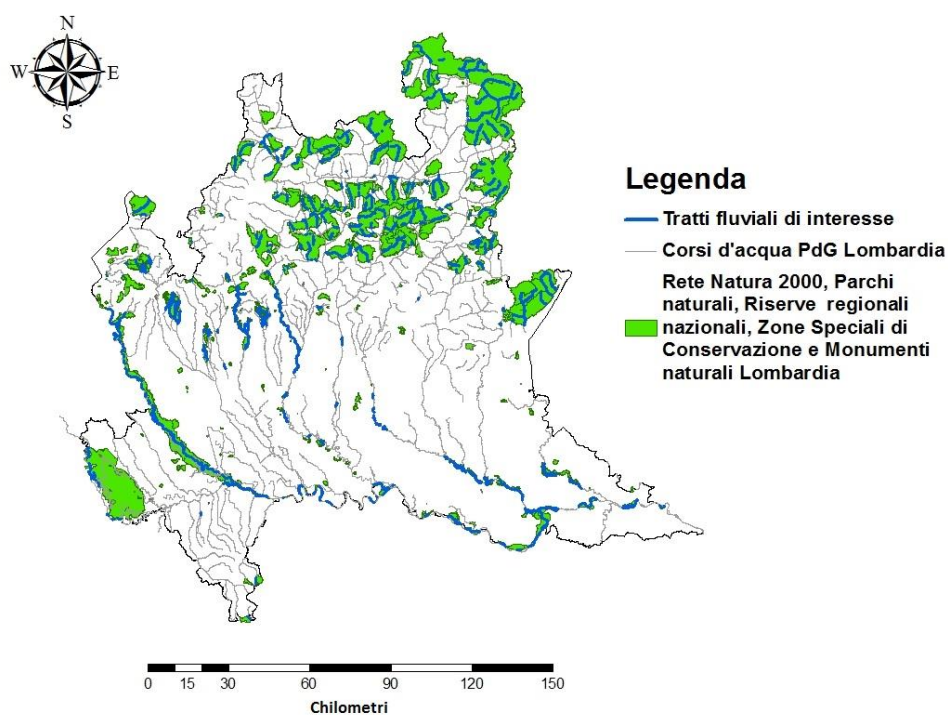 N
W E
S
Legenda
Tratti fluviali di interesse
Corsi d'acqua PdG Lombardia
Rete Natura 2000, Parchi
naturali, Riserve regionali
nazionali, Zone Speciali di
Conservazione e Monumenti
naturali Lombardia
0 15 30 60 90 120 150
Chilometri